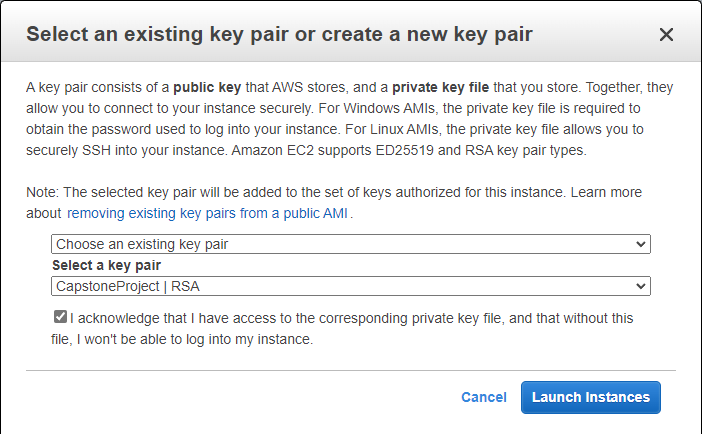 Select an existing key pair or create a new key pair
A key pair consists of a public key that AWS stores, and a private key file that you store. Together, they
allow you to connect to your instance securely. For Windows AMIs, the private key file is required to
obtain the password used to log into your instance. For Linux AMIs, the private key file allows you to
securely SSH into your instance. Amazon EC2 supports ED25519 and RSA key pair types.
Note: The selected key pair will be added to the set of keys authorized for this instance. Learn more
about removing existing key pairs from a public AMI.
Choose an existing key pair
Select a key pair
CapstoneProject | RSA
I acknowledge that I have access to the corresponding private key file, and that without this
file, I won't be able to log into my instance.
Cancel Launch Instances